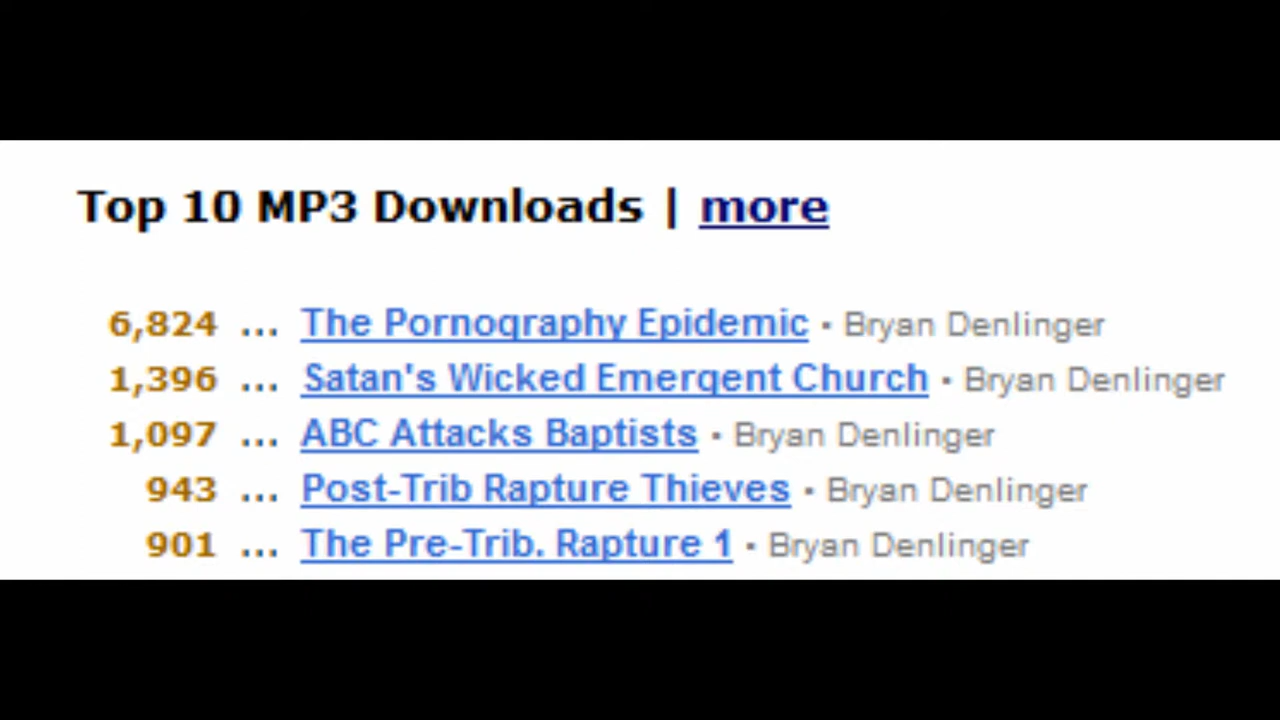 Top 10 MP3 Downloads | more
6,824 ... The Pornography Epidemic • Bryan Denlinger
1,396 ... Satan's Wicked Emergent Church • Bryan Denlinger
1,097 ... ABC Attacks Baptists • Bryan Denlinger
943 ... Post-Trib Rapture Thieves • Bryan Denlinger
901 ... The Pre-Trib. Rapture 1 • Bryan Denlinger